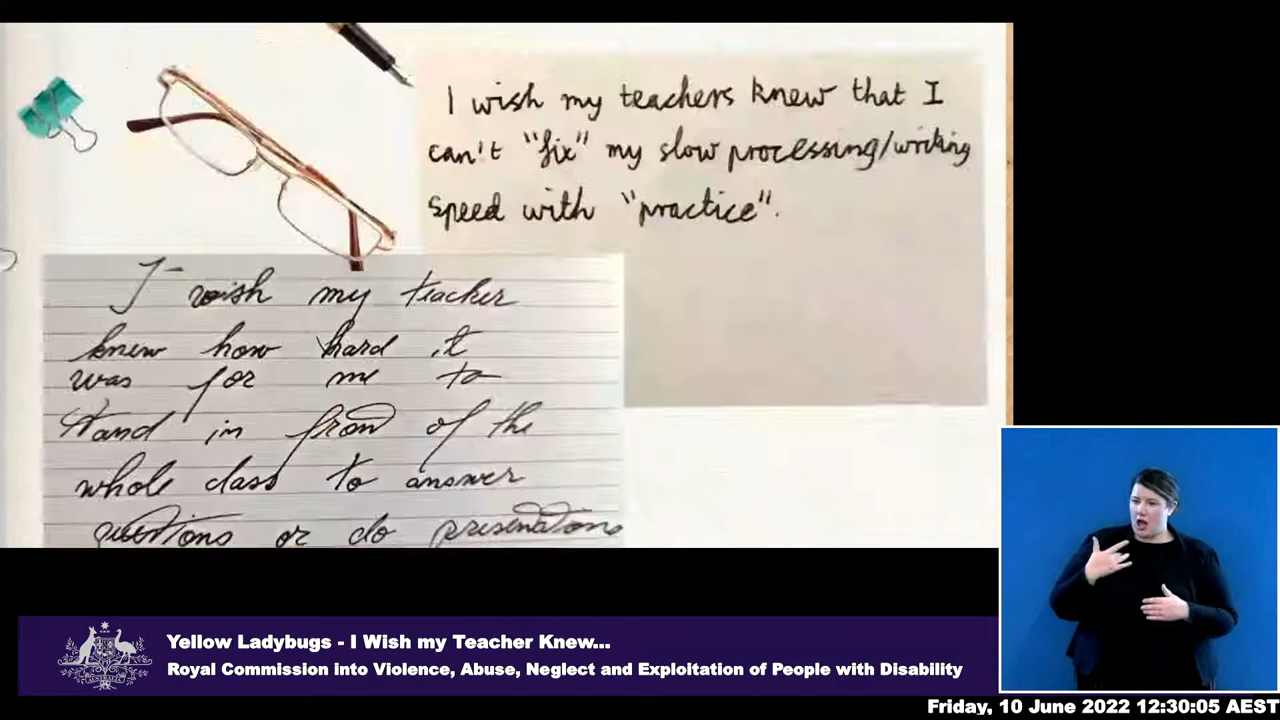 I wish my teachers knew that I
can't "fix" my slow processing/writing
speed with "practice".
I wish my teacher
knew how hard it
was for me to
stand in front of the
whole class to answer
questions or do presentations
Yellow Ladybugs - I Wish my Teacher Knew...
Royal Commission into Violence, Abuse, Neglect and Exploitation of People with Disability
Friday, 10 June 2022 12:30:05 AEST